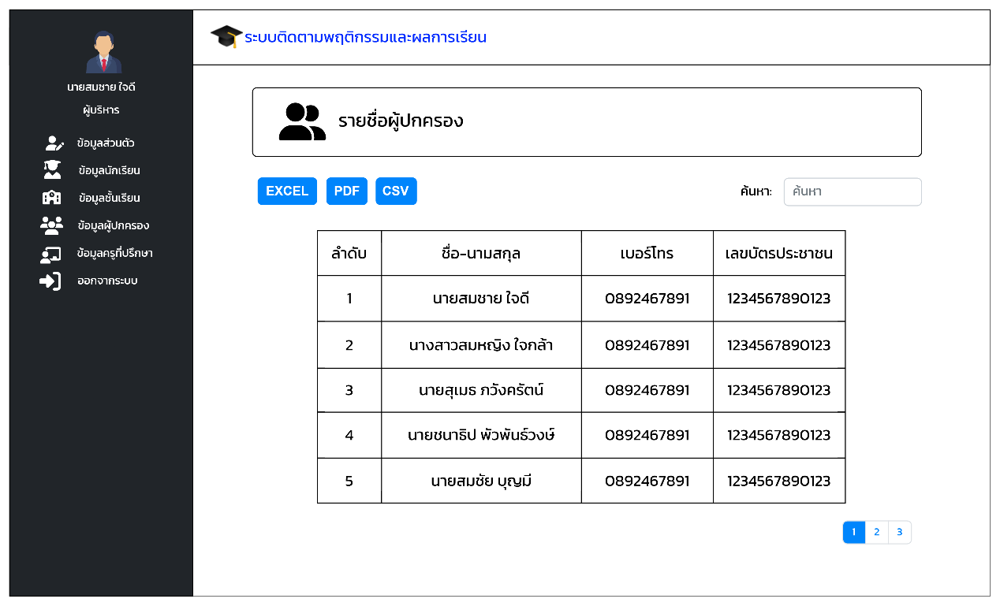 ระบบติดตามพฤติกรรมและผลการเรียน
นายสมชาย ใจดี
ผู้บริหาร
ข้อมูลส่วนตัว
ข้อมูลนักเรียน
ข้อมูลชั้นเรียน
ข้อมูลผู้ปกครอง
ข้อมูลครูที่ปรึกษา
ออกจากระบบ
รายชื่อผู้ปกครอง
EXCEL PDF CSV ค้นหา: ค้นหา
ลำดับ ชื่อ-นามสกุล เบอร์โทร เลขบัตรประชาชน
1 นายสมชาย ใจดี 0892467891 1234567890123
2 นางสาวสมหญิง ใจกล้า 0892467891 1234567890123
3 นายสุเมธ ภวังครัตน์ 0892467891 1234567890123
4 นายชนาธิป พัวพันธ์วงษ์ 0892467891 1234567890123
5 นายสมชัย บุญมี 0892467891 1234567890123
1 2 3